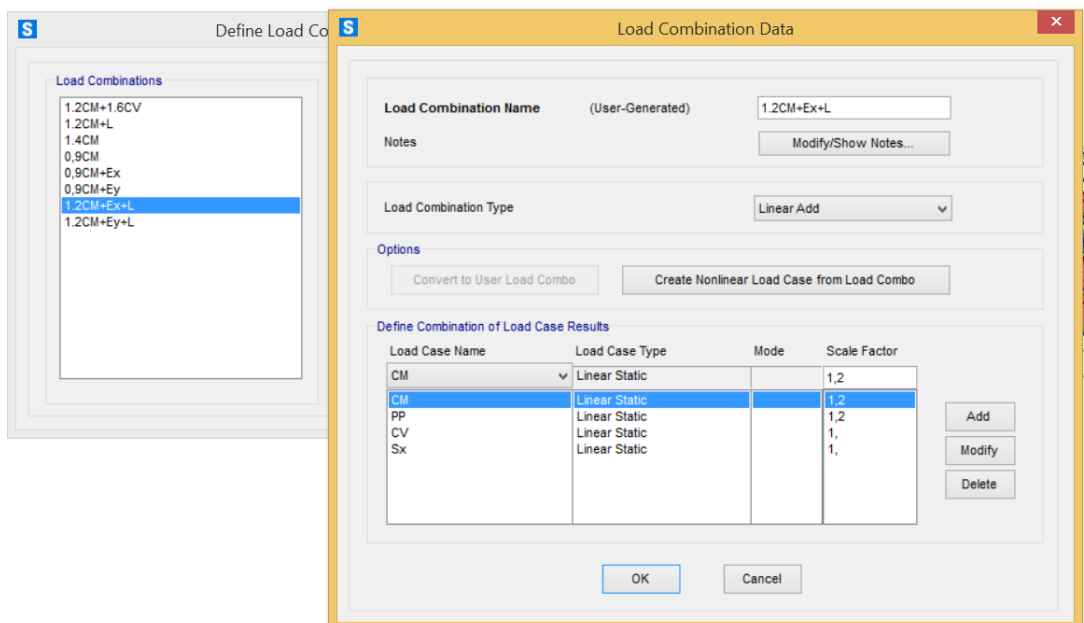 S
Define Load Co
Load Combinations
1.2CM+1.6CV
1.2CM+L
1.4CM
0,9CM
0,9CM+Ex
0,9CM+Ey
1.2CM+Ex+L
1.2CM+Ey+L
S
Load Combination Data
Load Combination Name (User-Generated) 1.2CM+Ex+L
Notes Modify/Show Notes...
Load Combination Type Linear Add
Options
Convert to User Load Combo Create Nonlinear Load Case from Load Combo
Define Combination of Load Case Results
Load Case Name Load Case Type Mode Scale Factor
CM Linear Static 1,2
CM Linear Static 1,2
PP Linear Static 1,2
CV Linear Static 1,
Sx Linear Static 1,
Add
Modify
Delete
OK Cancel